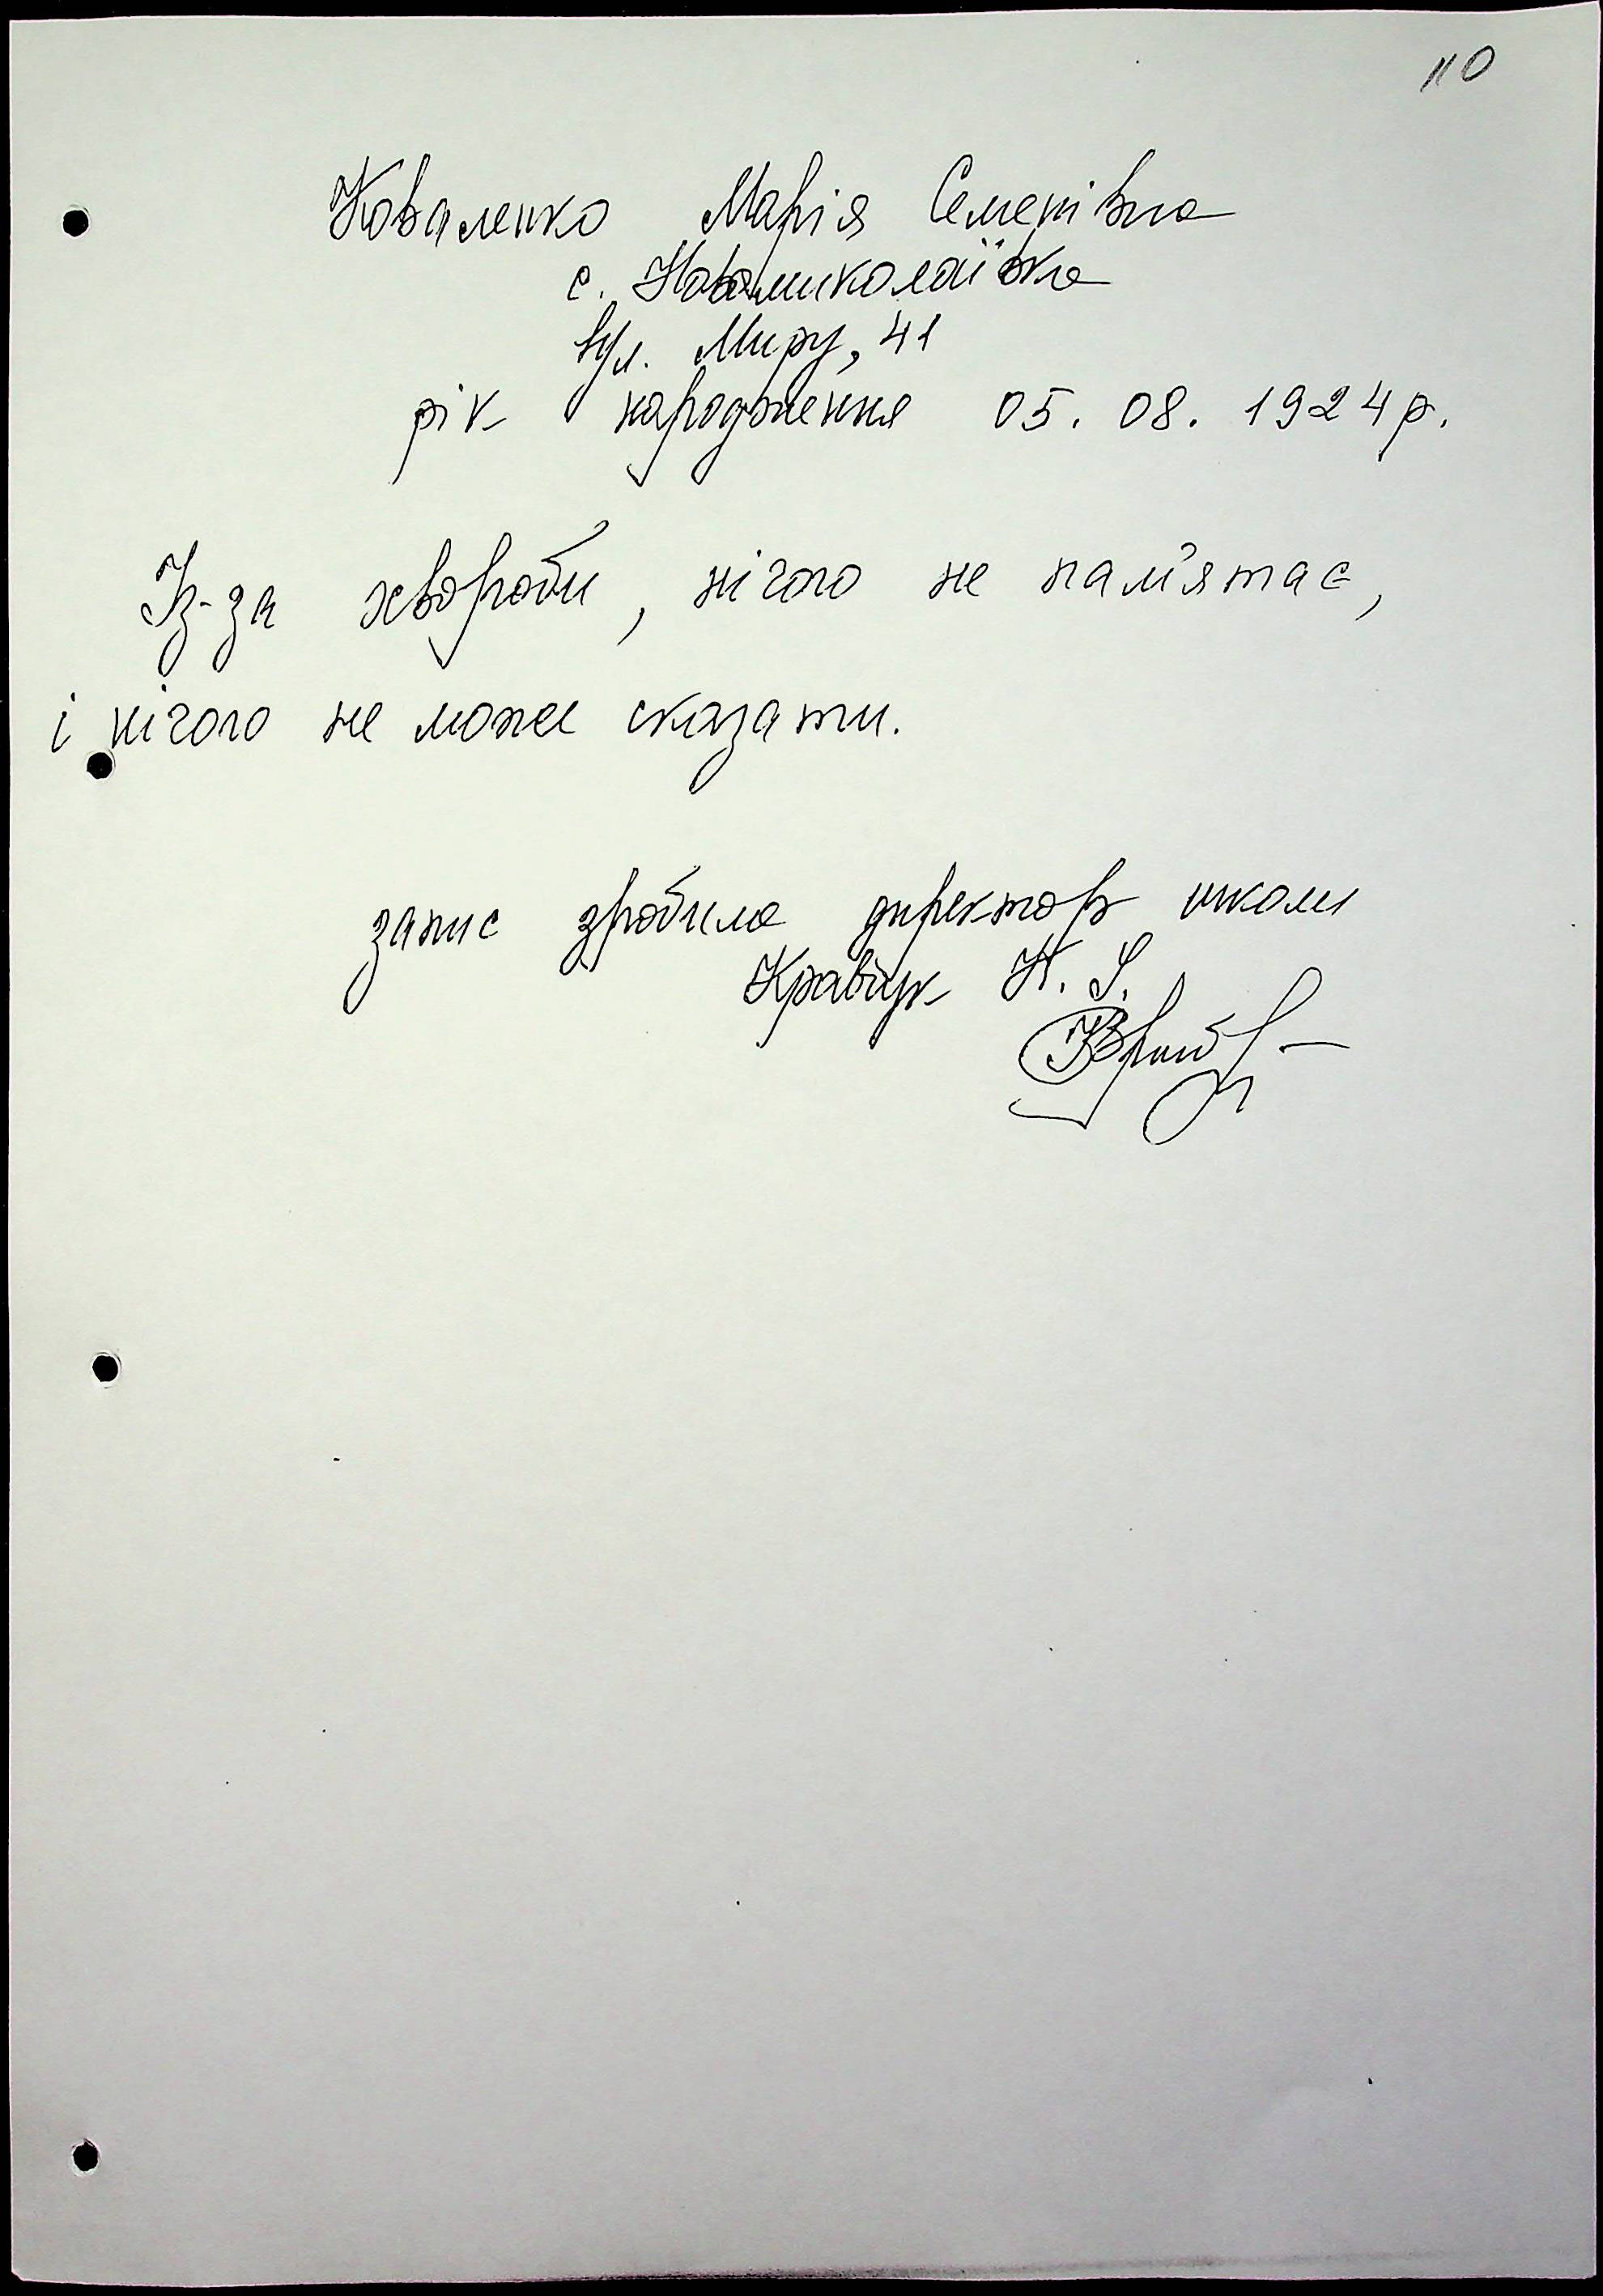 110
Коваленко Марія Семенівна
с. Новомиколаївка
вул. Миру, 41
рік народження 05. 08. 1924 р.
Із-за хвороби, нічого не пам'ятає,
і нічого не може сказати.
запис зробила директор школи
Кравчук Н. І.